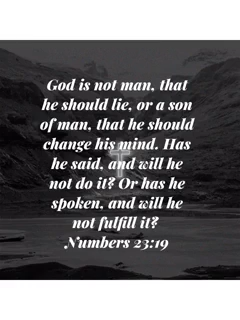 God is not man, that
he should lie, or a son
of man, that he should
change his mind. Has
he said, and will he
not do it? Or has he
spoken, and will he
not fulfill it?
Numbers 23:19